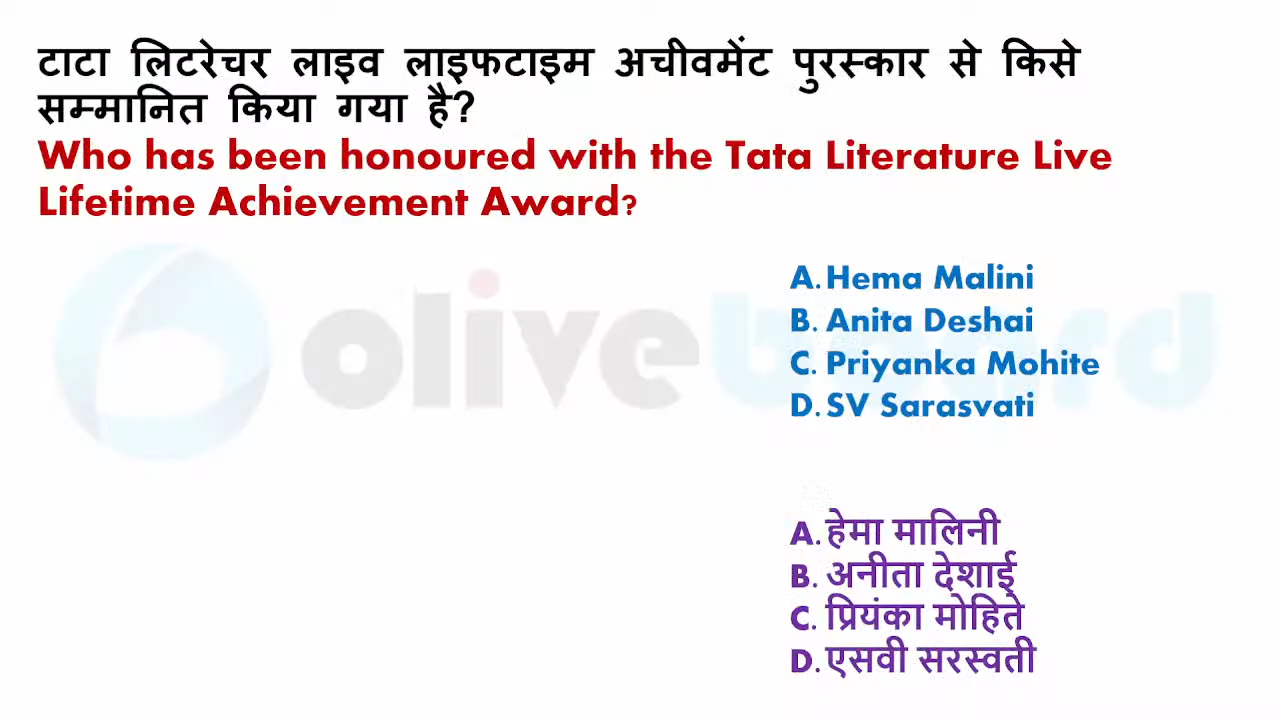 टाटा लिटरेचर लाइव लाइफटाइम अचीवमेंट पुरस्कार से किसे
सम्मानित किया गया है?
Who has been honoured with the Tata Literature Live
Lifetime Achievement Award?
oliveboard
A. Hema Malini
B. Anita Deshai
C. Priyanka Mohite
D. SV Sarasvati
A. हेमा मालिनी
B. अनीता देशाई
C. प्रियंका मोहिते
D. एसवी सरस्वती